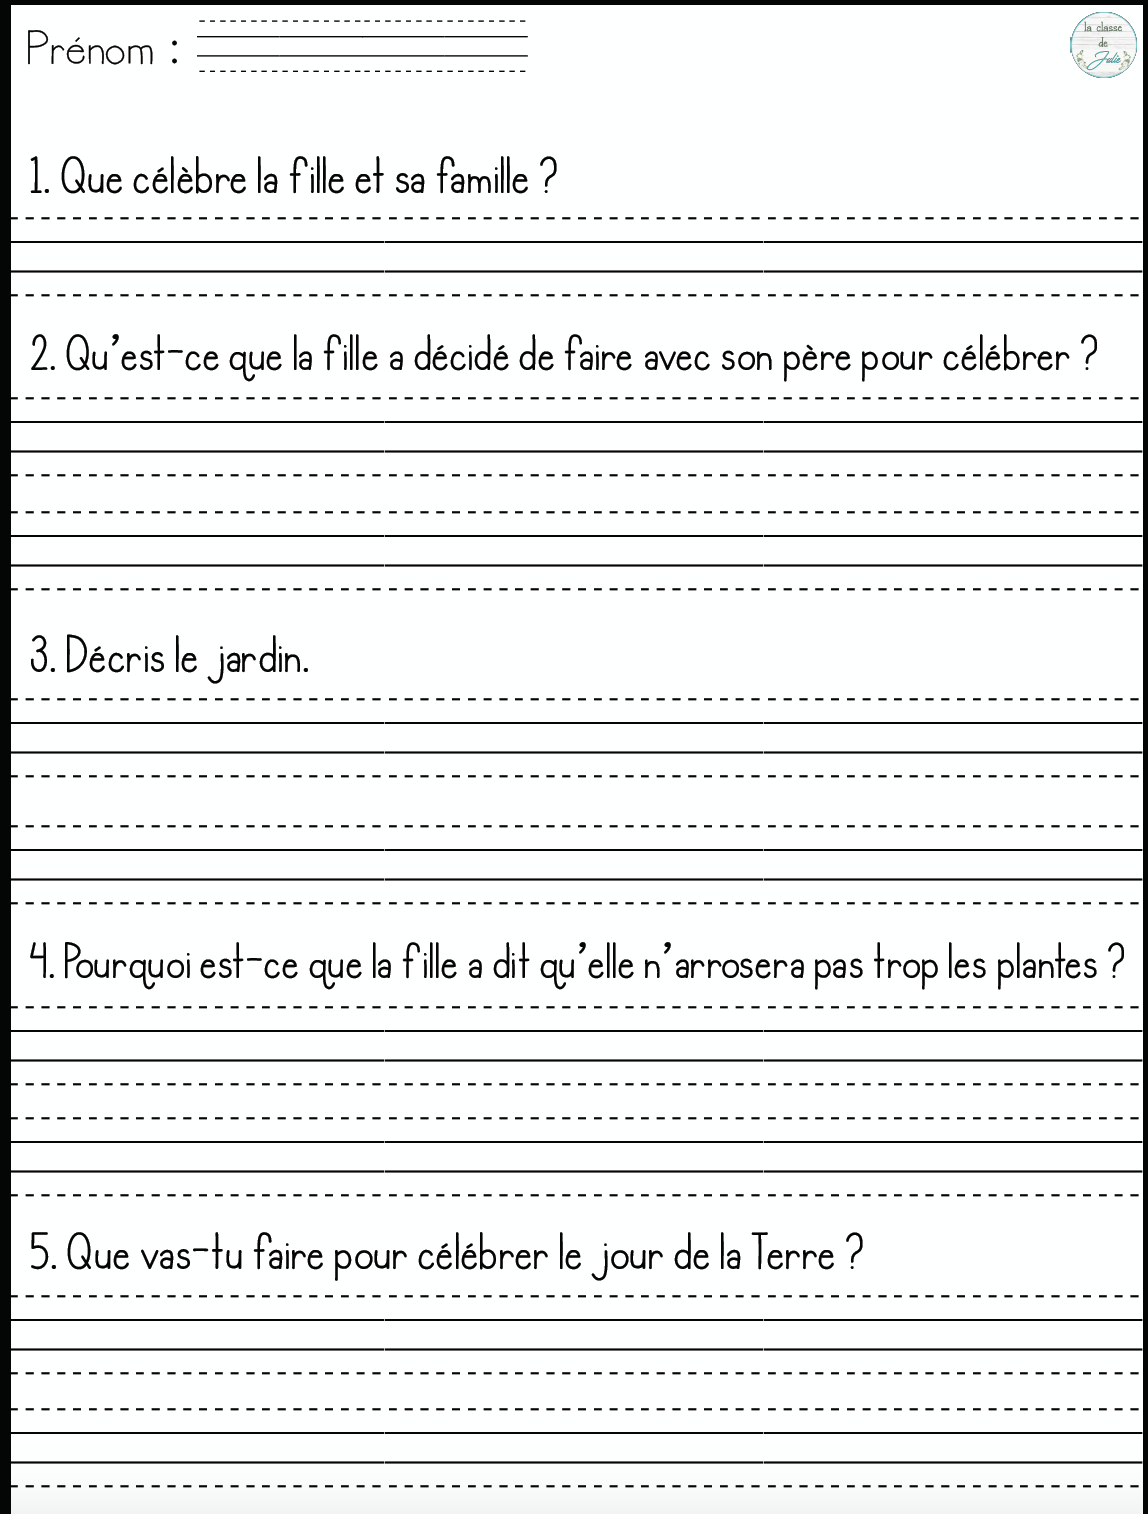 Prénom :
la classe
de
Julie
1. Que célèbre la fille et sa famille ?
2. Qu'est-ce que la fille a décidé de faire avec son père pour célébrer ?
3. Décris le jardin.
4. Pourquoi est-ce que la fille a dit qu'elle n'arrosera pas trop les plantes ?
5. Que vas-tu faire pour célébrer le jour de la Terre ?